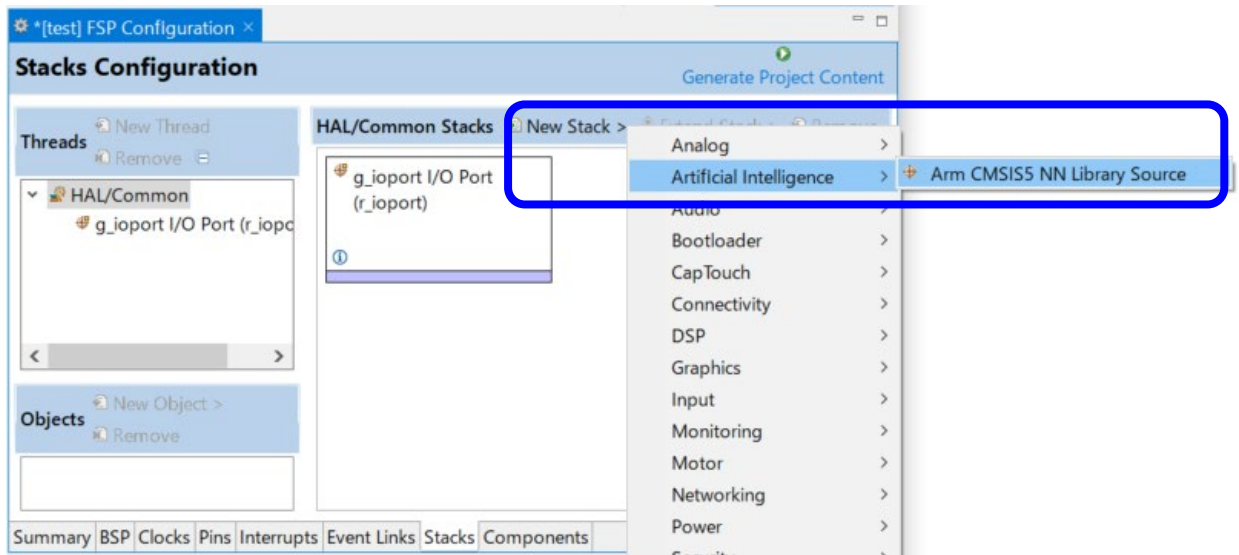 *[test] FSP Configuration ×
Stacks Configuration
Generate Project Content
Threads
New Thread
Remove
HAL/Common
g_ioport I/O Port (r_iopo
Objects
New Object >
Remove
HAL/Common Stacks
New Stack >
g_ioport I/O Port
(r_ioport)
Analog >
Artificial Intelligence >
Arm CMSIS5 NN Library Source
Audio >
Bootloader >
CapTouch >
Connectivity >
DSP >
Graphics >
Input >
Monitoring >
Motor >
Networking >
Power >
Summary BSP Clocks Pins Interrupts Event Links Stacks Components